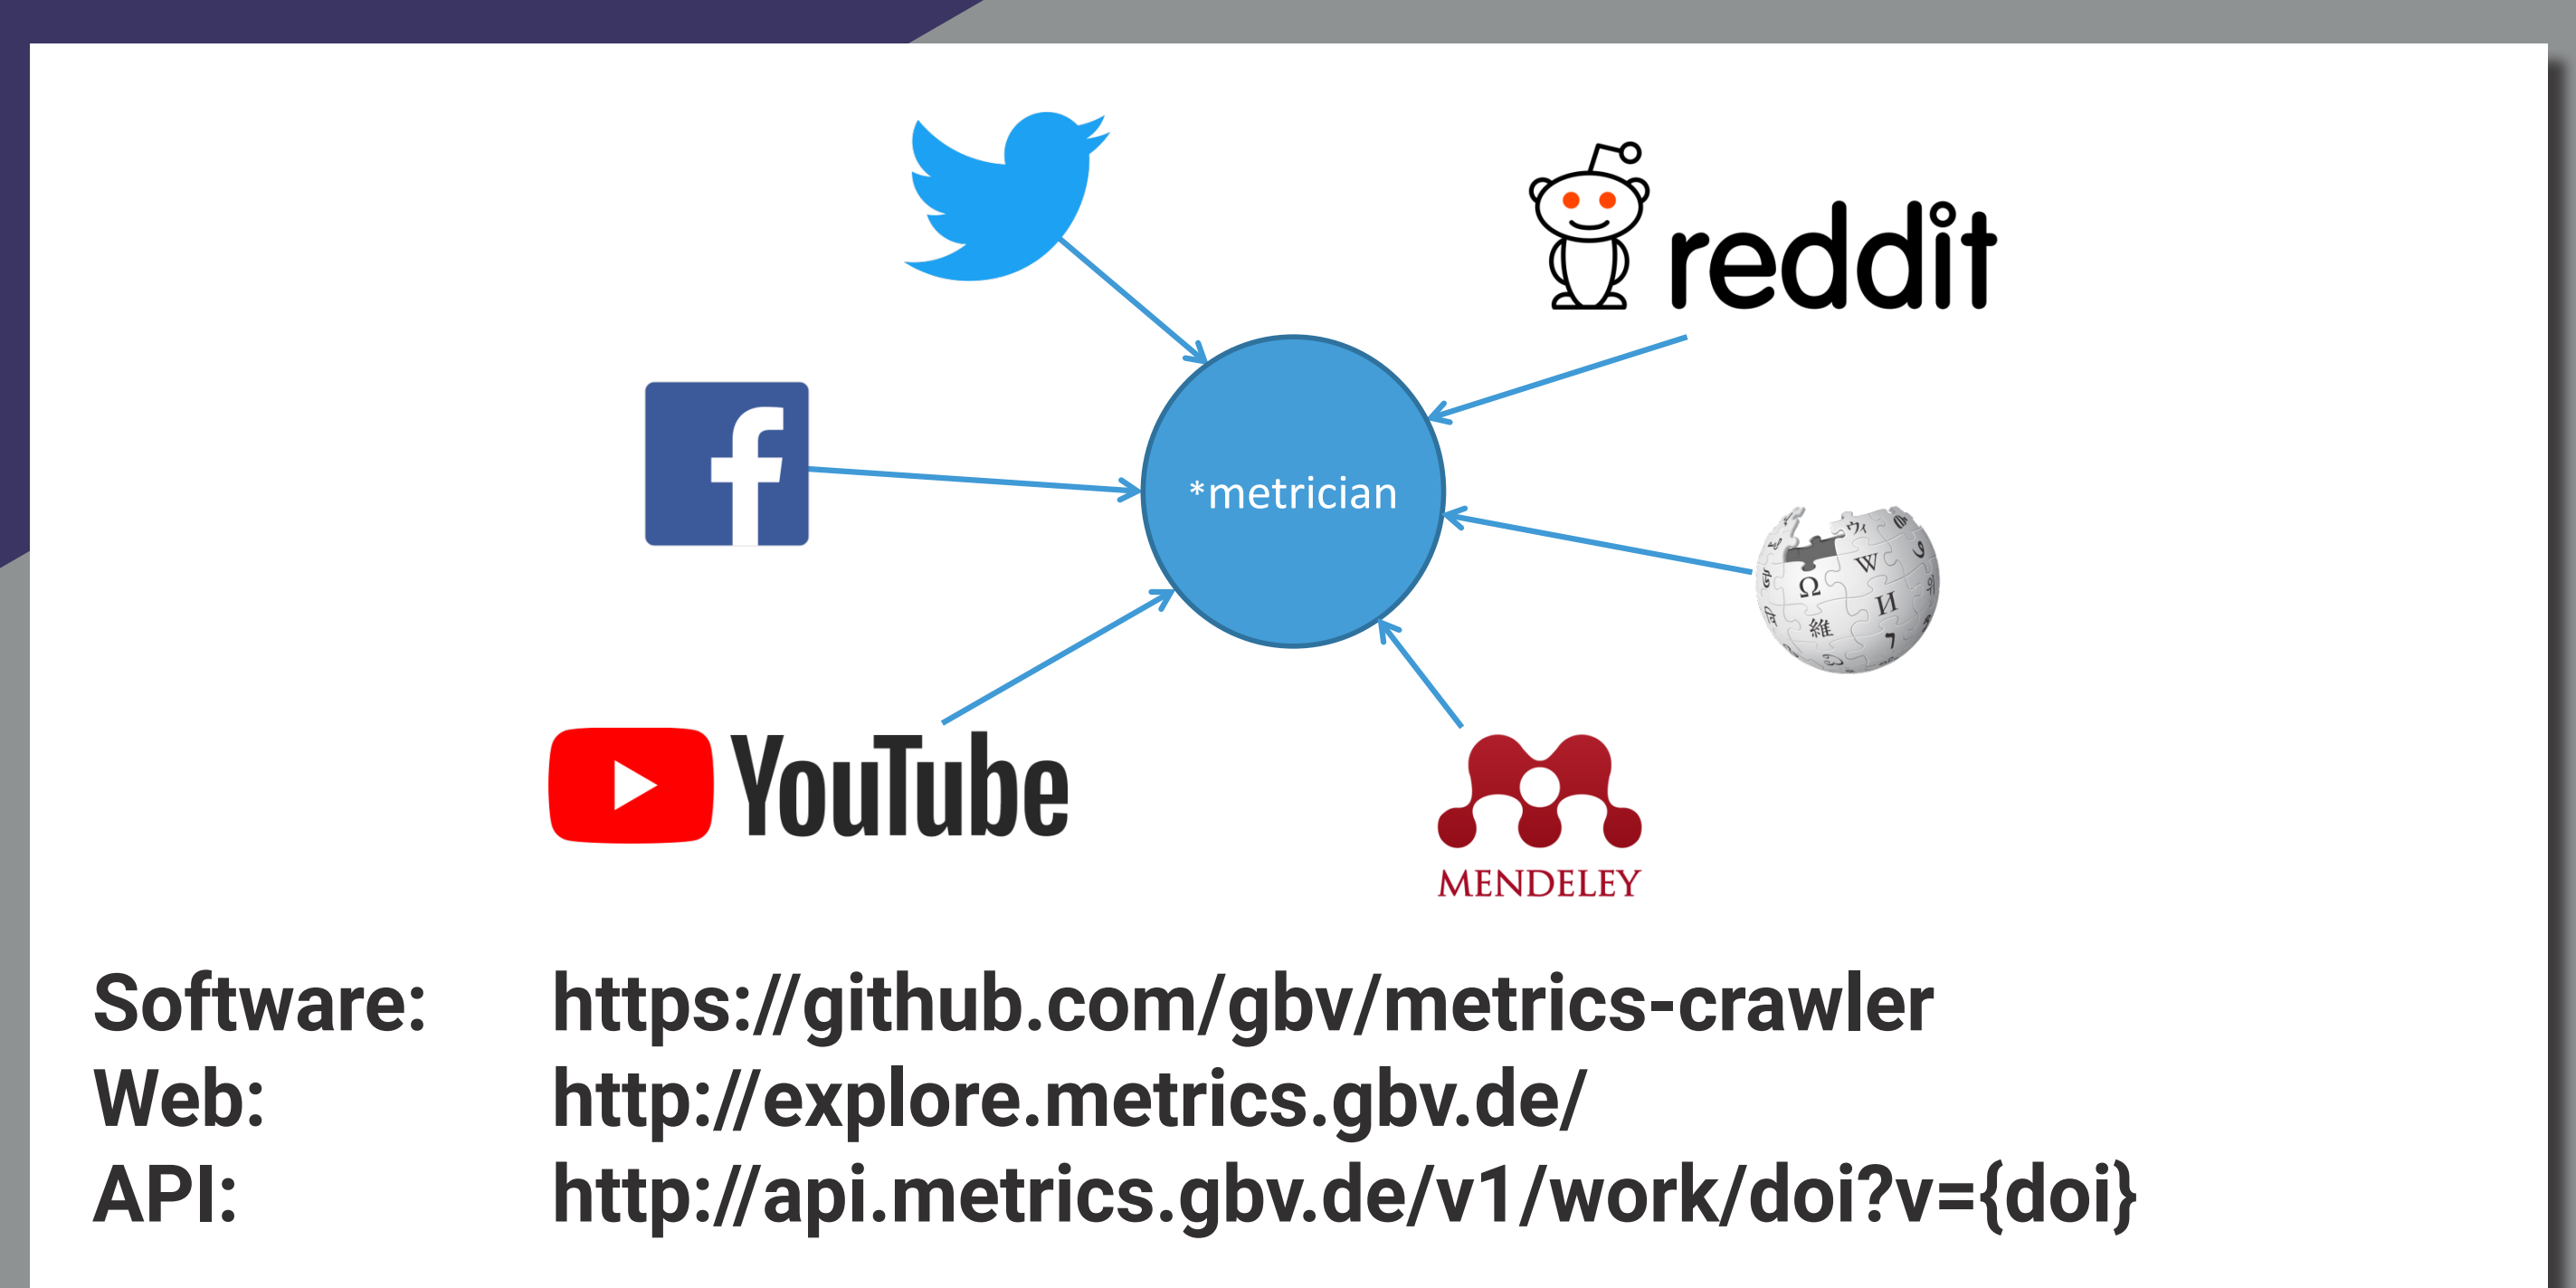 reddit
*metrician
YouTube
MENDELEY
Software: https://github.com/gbv/metrics-crawler
Web: http://explore.metrics.gbv.de/
API: http://api.metrics.gbv.de/v1/work/doi?v={doi}